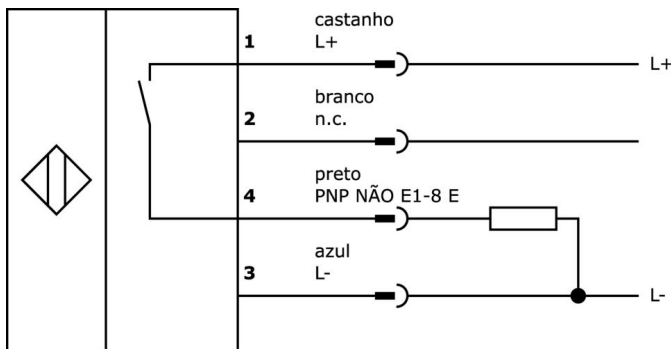 castanho
1 L+
L+
branco
2 n.c.
preto
4 PNP NÃO E1-8 E
azul
3 L-
L-